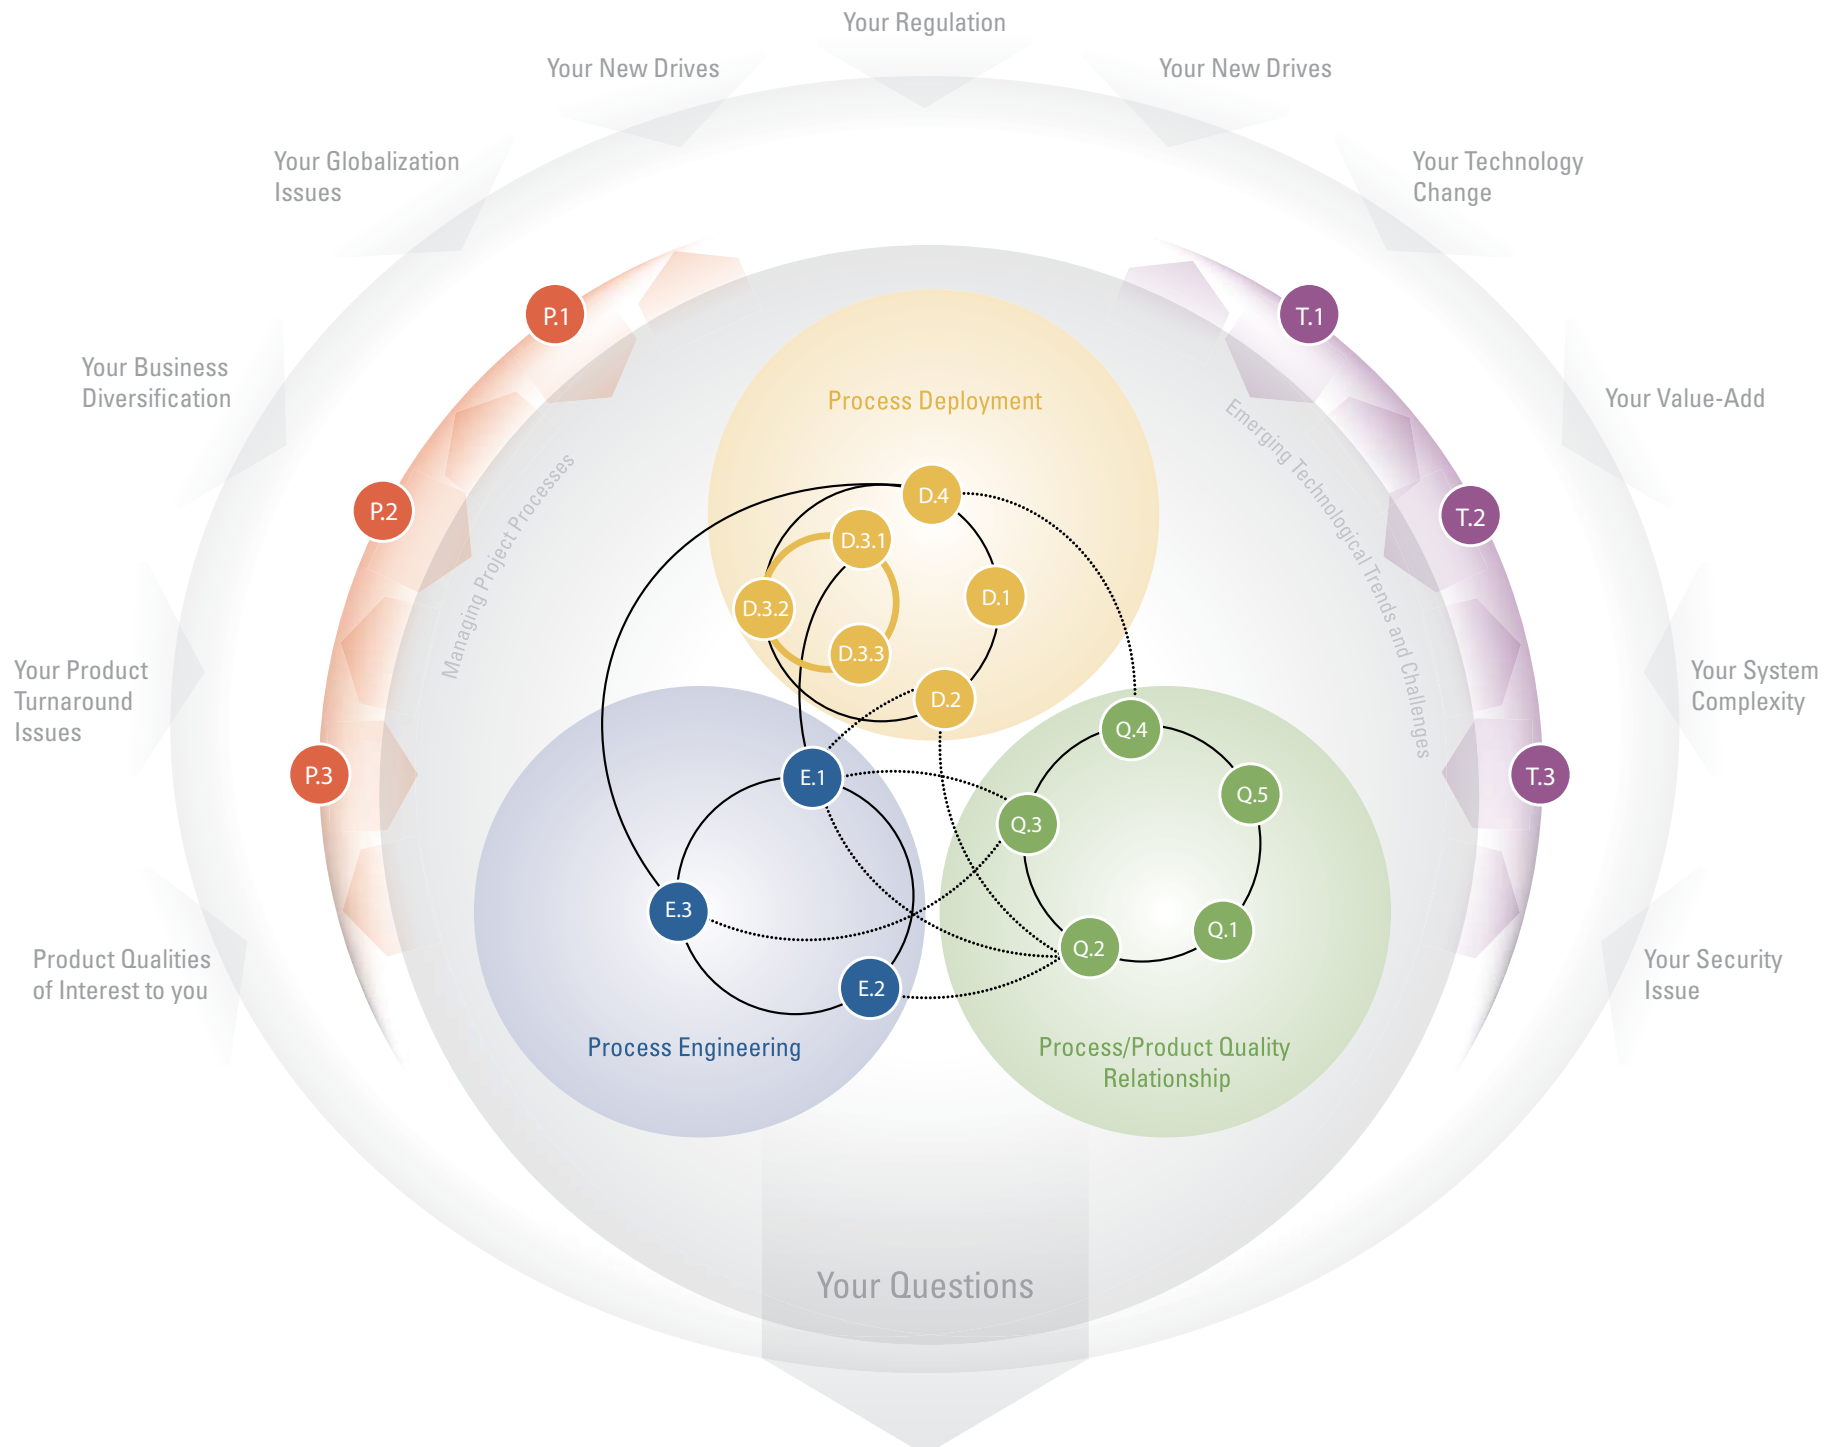 Your Regulation
Your New Drives
Your New Drives
Your Globalization
Issues
Your Technology
Change
P.1
T.1
Your Business
Diversification
Process Deployment
Your Value-Add
Emerging Technological Trends and Challenges
Managing Project Processes
P.2
D.4
T.2
D.3.1
D.1
D.3.2
D.3.3
Your Product
Turnaround
Issues
Your System
Complexity
D.2
Q.4
P.3
E.1
T.3
Q.5
Q.3
E.3
Q.1
Q.2
Product Qualities
of Interest to you
Your Security
Issue
E.2
Process Engineering
Process/Product Quality
Relationship
Your Questions